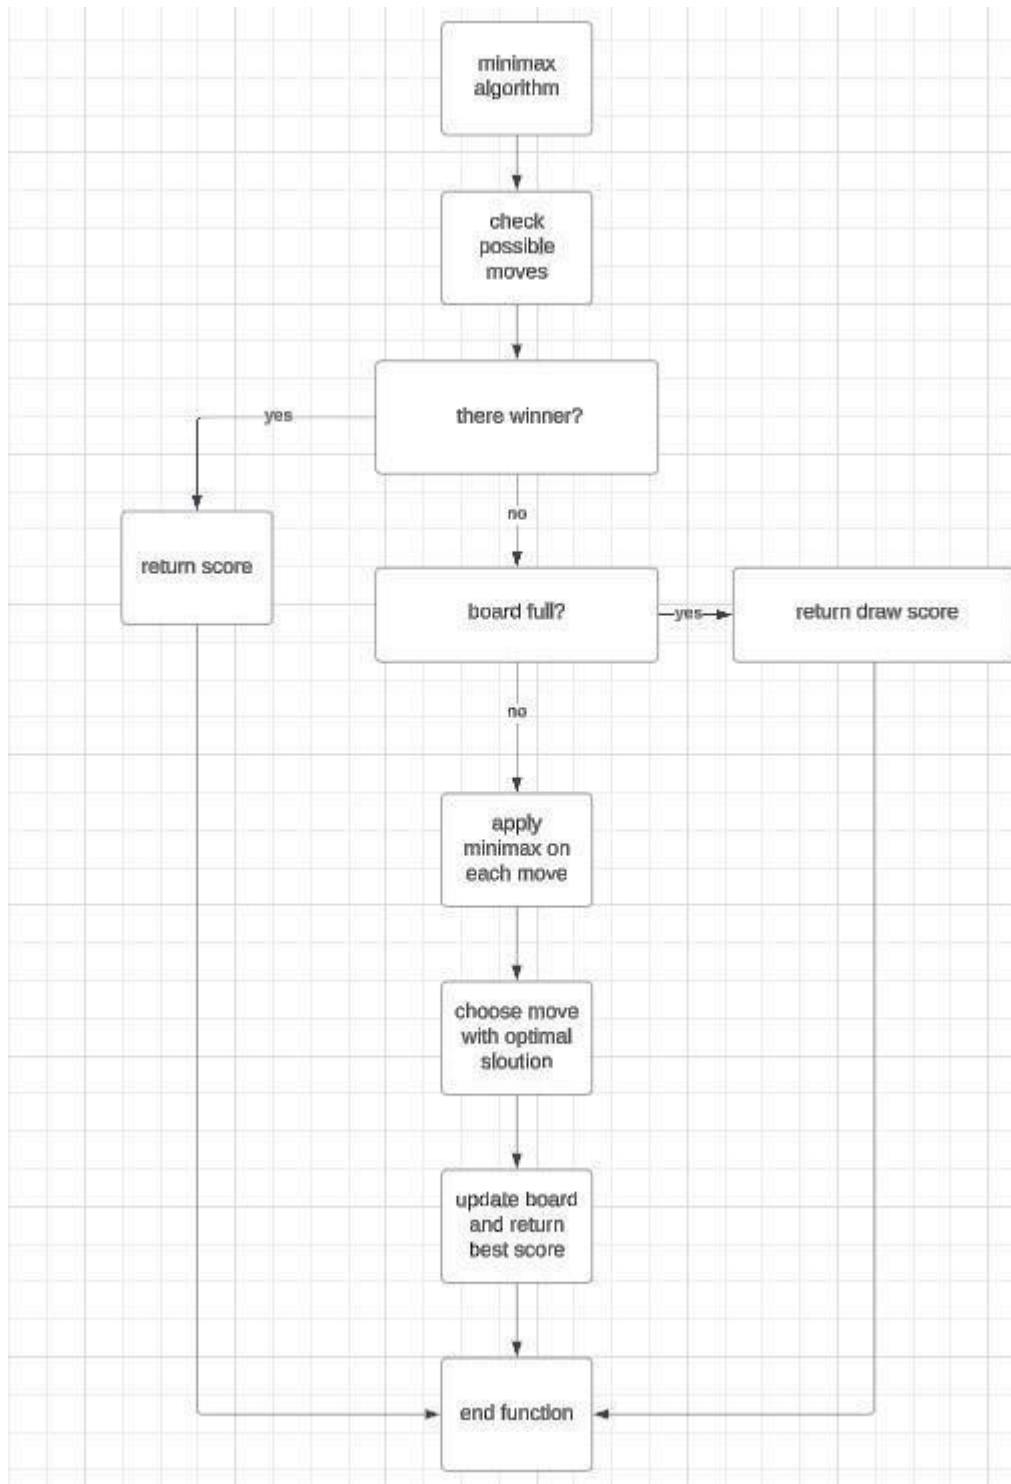 minimax
algorithm
check
possible
moves
there winner?
yes
no
return score
board full?
yes
return draw score
no
apply
minimax on
each move
choose move
with optimal
sloution
update board
and return
best score
end function